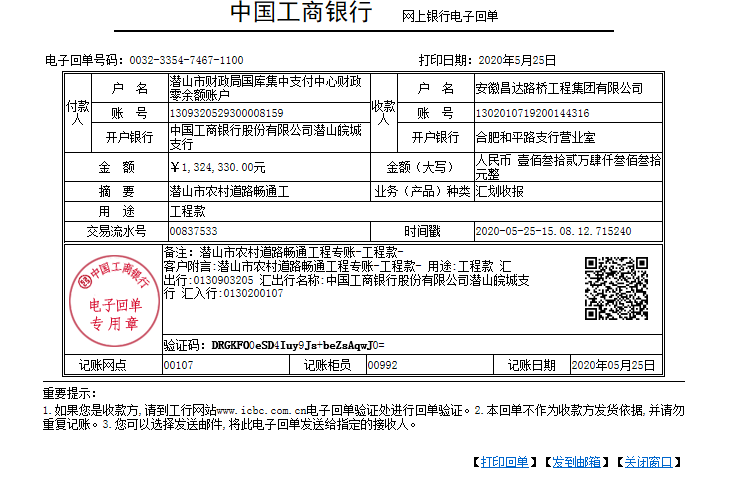 中国工商银行 网上银行电子回单
电子回单号码: 0032-3354-7467-1100 打印日期: 2020年5月25日
付款人
户 名
潜山市财政局国库集中支付中心财政
零余额账户
收款人
户 名
安徽昌达路桥工程集团有限公司
账 号
1309320529300008159
账 号
1302010719200144316
开户银行
中国工商银行股份有限公司潜山皖城
支行
开户银行
合肥和平路支行营业室
金 额
¥1,324,330.00元
金额（大写）
人民币 壹佰叁拾贰万肆仟叁佰叁拾
元整
摘 要
潜山市农村道路畅通工
业务（产品）种类
汇划收报
用 途
工程款
交易流水号
00837533
时间戳
2020-05-25-15.08.12.715240
中国工商银行
电子回单
专用章
备注: 潜山市农村道路畅通工程专账-工程款-
客户附言:潜山市农村道路畅通工程专账-工程款- 用途:工程款 汇
出行:0130903205 汇出行名称:中国工商银行股份有限公司潜山皖城支
行 汇入行:0130200107
验证码: DRGKFO0eSD4Iuy9Js+beZsAqwJ0=
记账网点
00107
记账柜员
00992
记账日期
2020年05月25日
重要提示:
1.如果您是收款方,请到工行网站www.icbc.com.cn电子回单验证处进行回单验证。2.本回单不作为收款方发货依据,并请勿
重复记账。3.您可以选择发送邮件,将此电子回单发送给指定的接收人。
【打印回单】【发到邮箱】【关闭窗口】